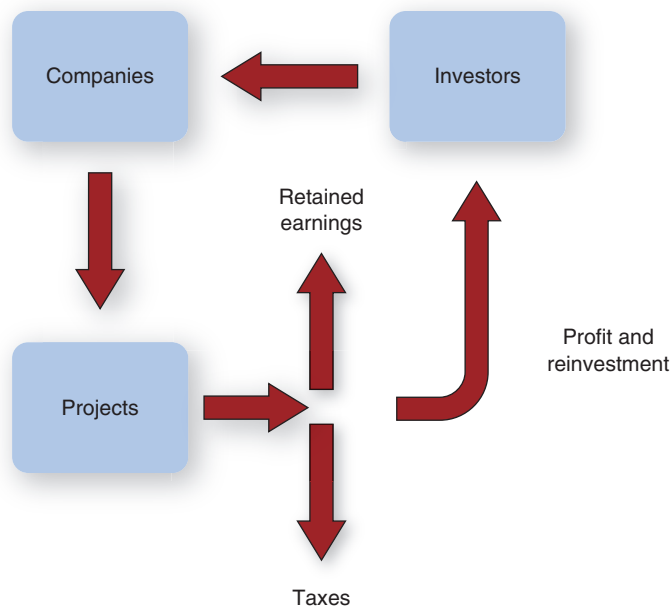 Companies
Investors
Retained
earnings
Profit and
reinvestment
Projects
Taxes